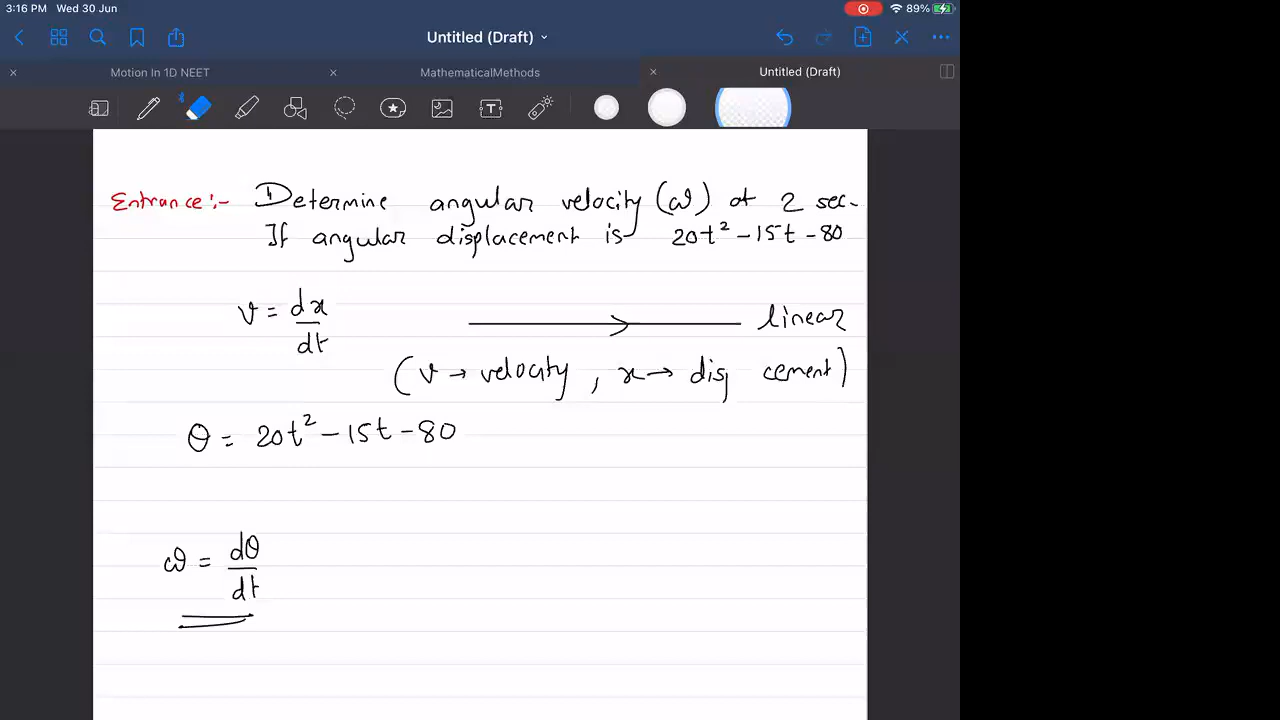 3:16 PM Wed 30 Jun 89%
Untitled (Draft)
Motion In 1D NEET MathematicalMethods Untitled (Draft)
Entrance:- Determine angular velocity (ω) at 2 sec.
If angular displacement is 20t² - 15t - 80
v = dx/dt linear
(v → velocity, x → disp cement)
θ = 20t² - 15t - 80
ω = dθ/dt